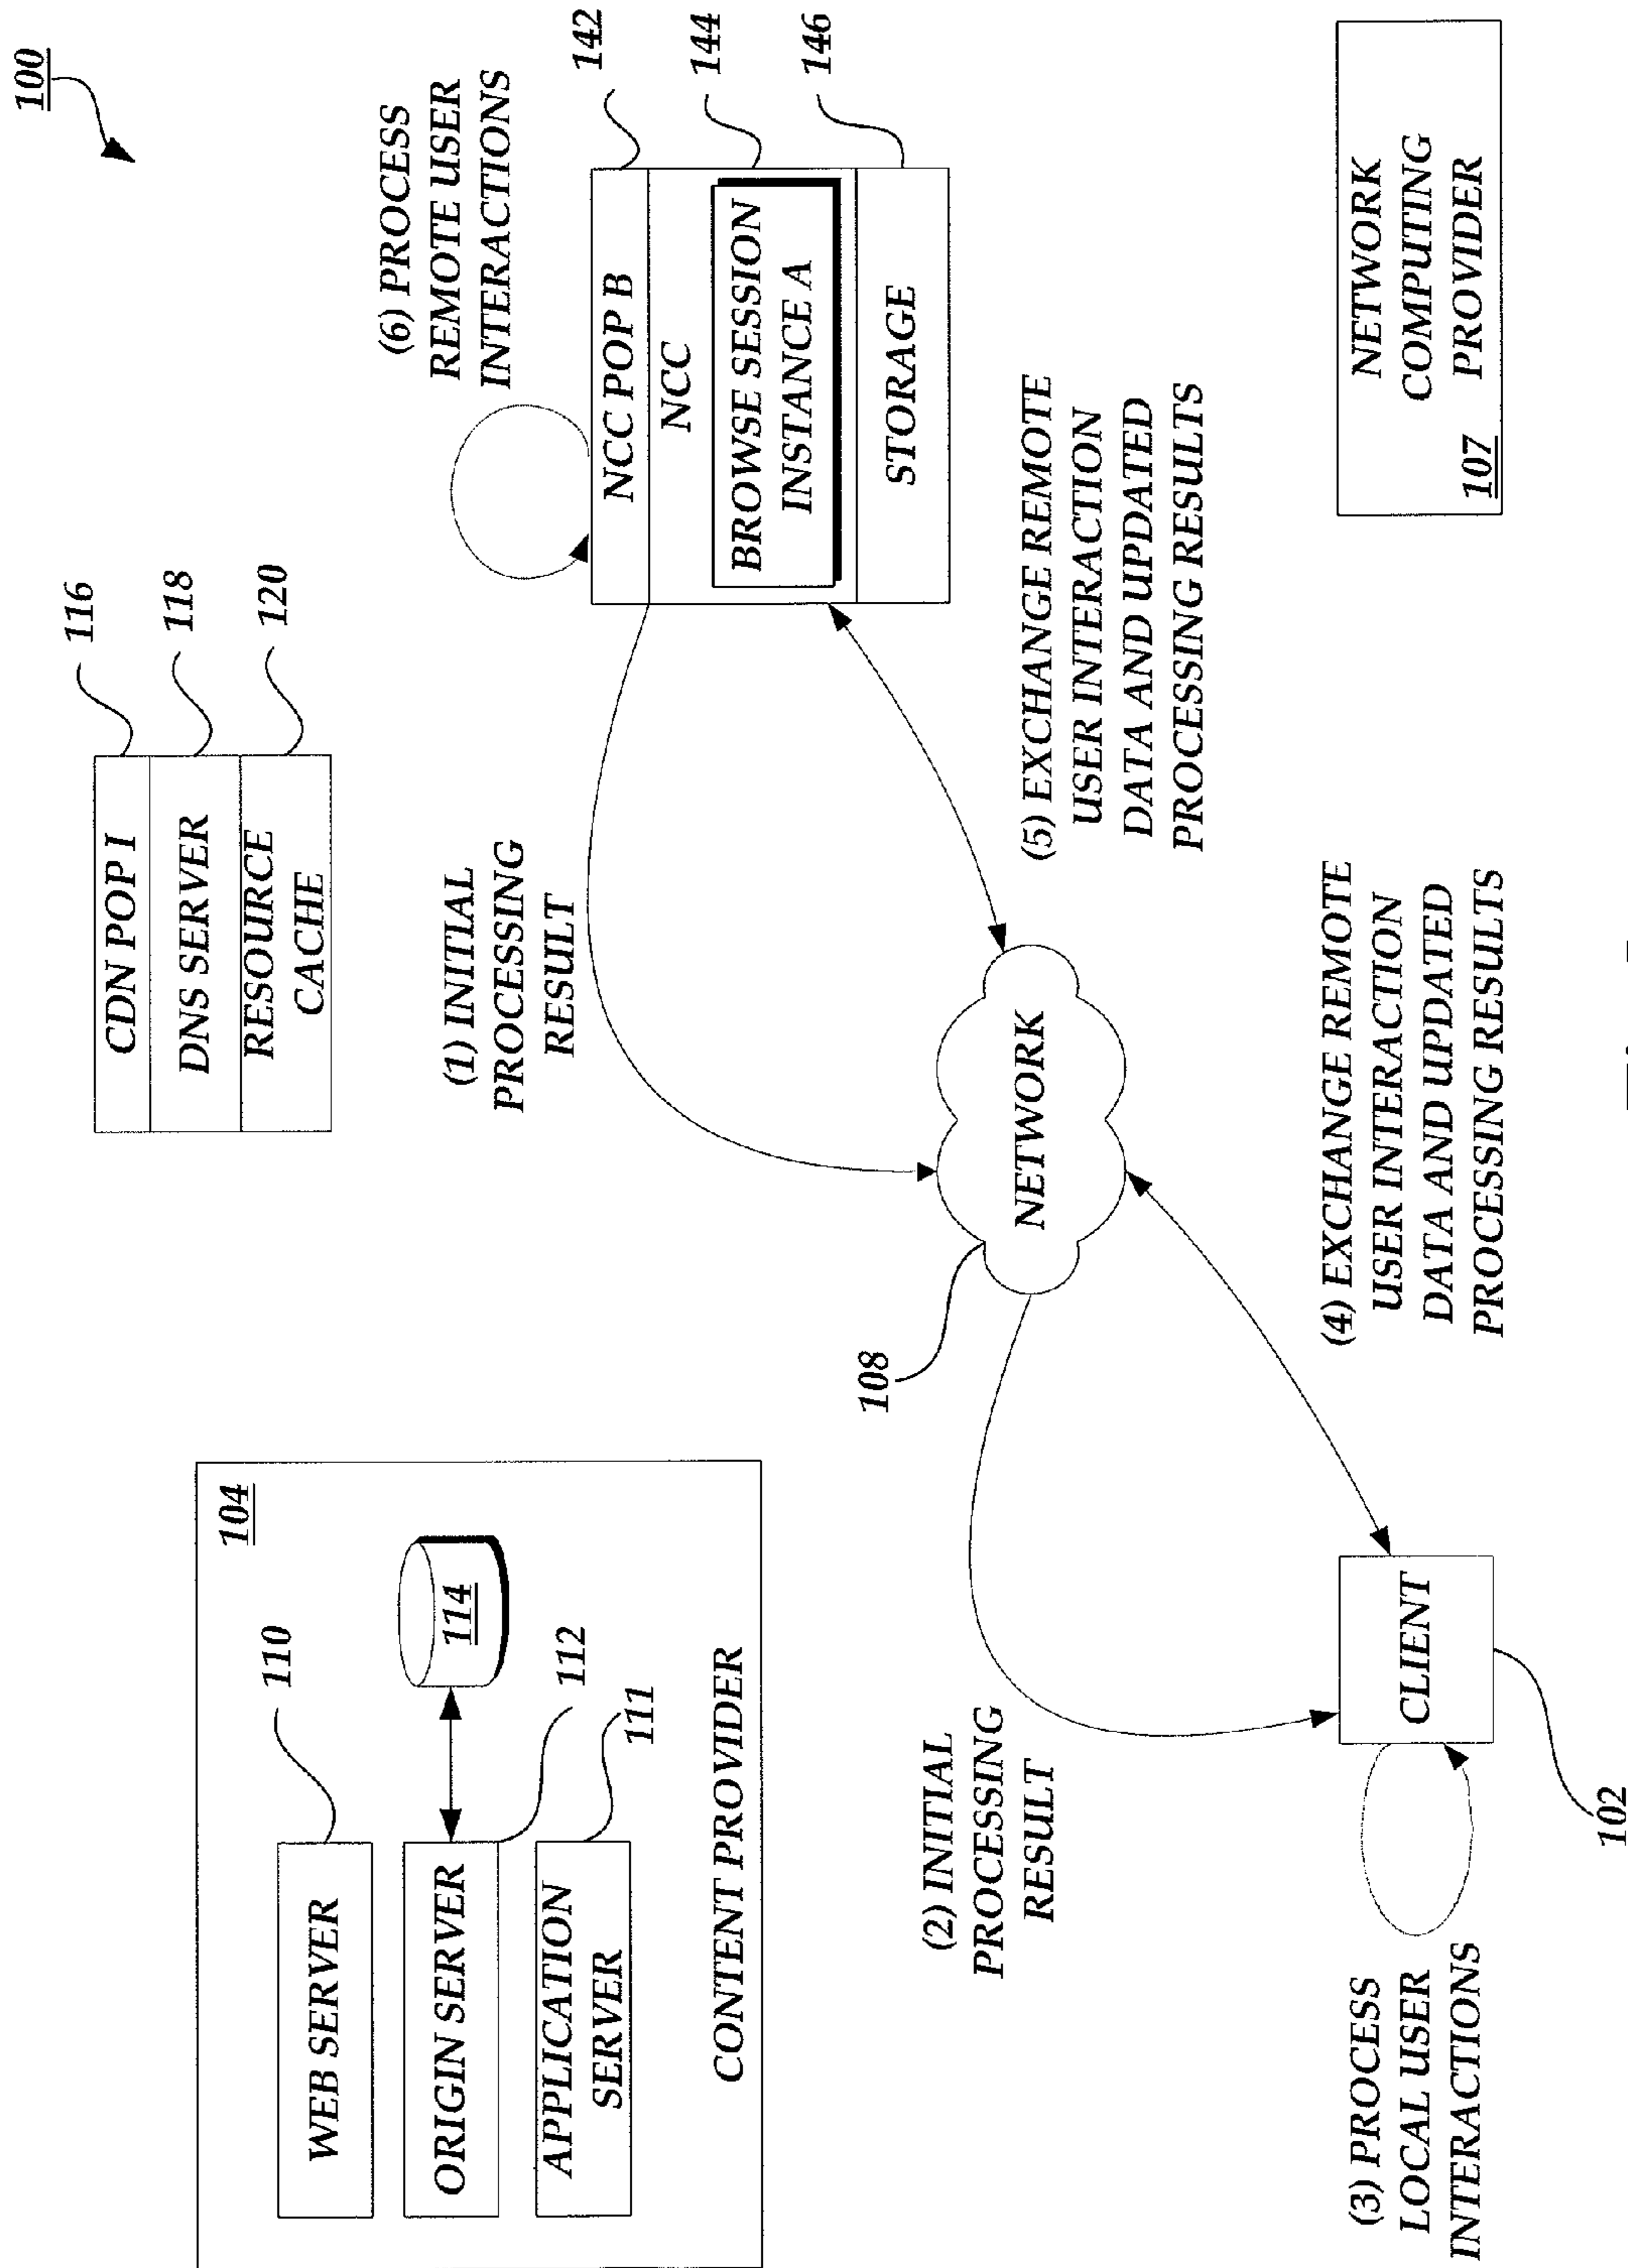 100
104
WEB SERVER
110
ORIGIN SERVER
114
112
APPLICATION
SERVER
111
CONTENT PROVIDER
CDN POP I
116
DNS SERVER
118
RESOURCE
CACHE
120
(1) INITIAL
PROCESSING
RESULT
(6) PROCESS
REMOTE USER
INTERACTIONS
NCC POP B
142
NCC
144
BROWSE SESSION
INSTANCE A
STORAGE
146
108
NETWORK
(2) INITIAL
PROCESSING
RESULT
(5) EXCHANGE REMOTE
USER INTERACTION
DATA AND UPDATED
PROCESSING RESULTS
(3) PROCESS
LOCAL USER
INTERACTIONS
CLIENT
102
(4) EXCHANGE REMOTE
USER INTERACTION
DATA AND UPDATED
PROCESSING RESULTS
NETWORK
COMPUTING
PROVIDER
107